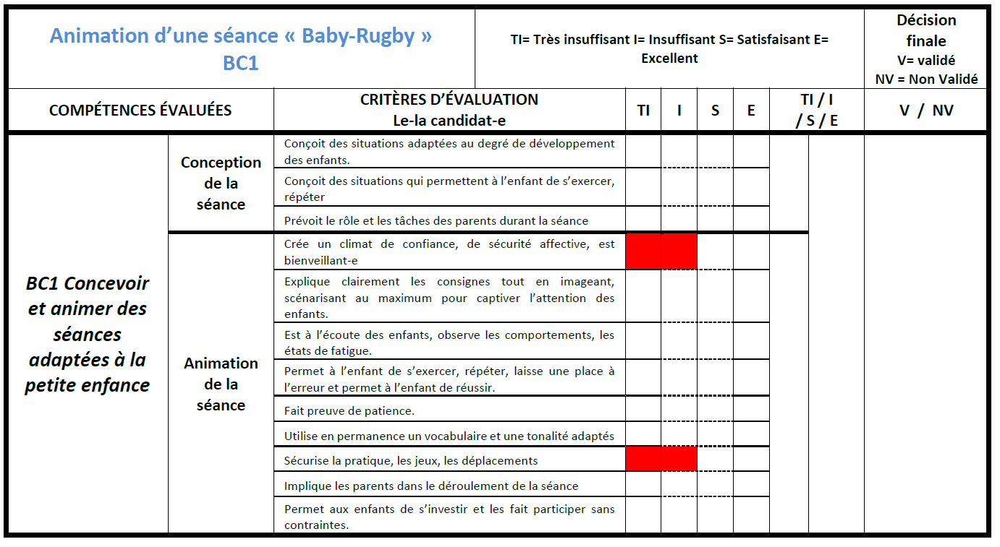 Animation d’une séance « Baby-Rugby »
BC1
TI= Très insuffisant I= Insuffisant S= Satisfaisant E=
Excellent
Décision
finale
V= validé
NV = Non Validé
COMPÉTENCES ÉVALUÉES
CRITÈRES D’ÉVALUATION
Le-la candidat-e
TI
I
S
E
TI / I
/ S / E
V / NV
BC1 Concevoir
et animer des
séances
adaptées à la
petite enfance
Conception
de la
séance
Conçoit des situations adaptées au degré de développement
des enfants.
Conçoit des situations qui permettent à l’enfant de s’exercer,
répéter
Prévoit le rôle et les tâches des parents durant la séance
Animation
de la
séance
Crée un climat de confiance, de sécurité affective, est
bienveillant-e
Explique clairement les consignes tout en imageant,
scénarisant au maximum pour captiver l’attention des
enfants.
Est à l’écoute des enfants, observe les comportements, les
états de fatigue.
Permet à l’enfant de s’exercer, répéter, laisse une place à
l’erreur et permet à l’enfant de réussir.
Fait preuve de patience.
Utilise en permanence un vocabulaire et une tonalité adaptés
Sécurise la pratique, les jeux, les déplacements
Implique les parents dans le déroulement de la séance
Permet aux enfants de s’investir et les fait participer sans
contraintes.